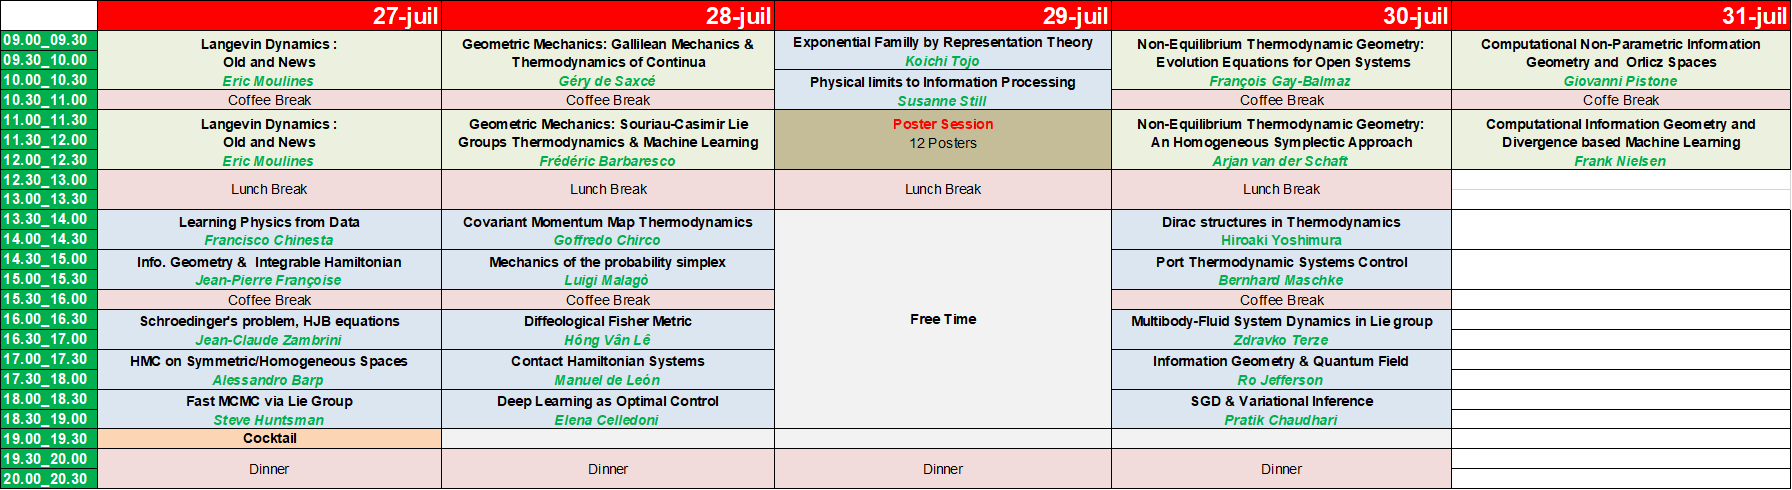 27-juil 28-juil 29-juil 30-juil 31-juil
09.00_09.30
09.30_10.00
10.00_10.30
10.30_11.00
11.00_11.30
11.30_12.00
12.00_12.30
12.30_13.00
13.00_13.30
13.30_14.00
14.00_14.30
14.30_15.00
15.00_15.30
15.30_16.00
16.00_16.30
16.30_17.00
17.00_17.30
17.30_18.00
18.00_18.30
18.30_19.00
19.00_19.30
19.30_20.00
20.00_20.30
Langevin Dynamics :
Old and News
Eric Moulines
Coffee Break
Langevin Dynamics :
Old and News
Eric Moulines
Lunch Break
Learning Physics from Data
Francisco Chinesta
Info. Geometry & Integrable Hamiltonian
Jean-Pierre Françoise
Coffee Break
Schroedinger's problem, HJB equations
Jean-Claude Zambrini
HMC on Symmetric/Homogeneous Spaces
Alessandro Barp
Fast MCMC via Lie Group
Steve Huntsman
Cocktail
Dinner
Geometric Mechanics: Gallilean Mechanics &
Thermodynamics of Continua
Géry de Saxcé
Coffee Break
Geometric Mechanics: Souriau-Casimir Lie
Groups Thermodynamics & Machine Learning
Frédéric Barbaresco
Lunch Break
Covariant Momentum Map Thermodynamics
Goffredo Chirco
Mechanics of the probability simplex
Luigi Malagò
Coffee Break
Diffeological Fisher Metric
Hông Vân Lê
Contact Hamiltonian Systems
Manuel de León
Deep Learning as Optimal Control
Elena Celledoni
Dinner
Exponential Familly by Representation Theory
Koichi Tojo
Physical limits to Information Processing
Susanne Still
Poster Session
12 Posters
Lunch Break
Free Time
Dinner
Non-Equilibrium Thermodynamic Geometry:
Evolution Equations for Open Systems
François Gay-Balmaz
Coffee Break
Non-Equilibrium Thermodynamic Geometry:
An Homogeneous Symplectic Approach
Arjan van der Schaft
Lunch Break
Dirac structures in Thermodynamics
Hiroaki Yoshimura
Port Thermodynamic Systems Control
Bernhard Maschke
Coffee Break
Multibody-Fluid System Dynamics in Lie group
Zdravko Terze
Information Geometry & Quantum Field
Ro Jefferson
SGD & Variational Inference
Pratik Chaudhari
Dinner
Computational Non-Parametric Information
Geometry and Orlicz Spaces
Giovanni Pistone
Coffe Break
Computational Information Geometry and
Divergence based Machine Learning
Frank Nielsen